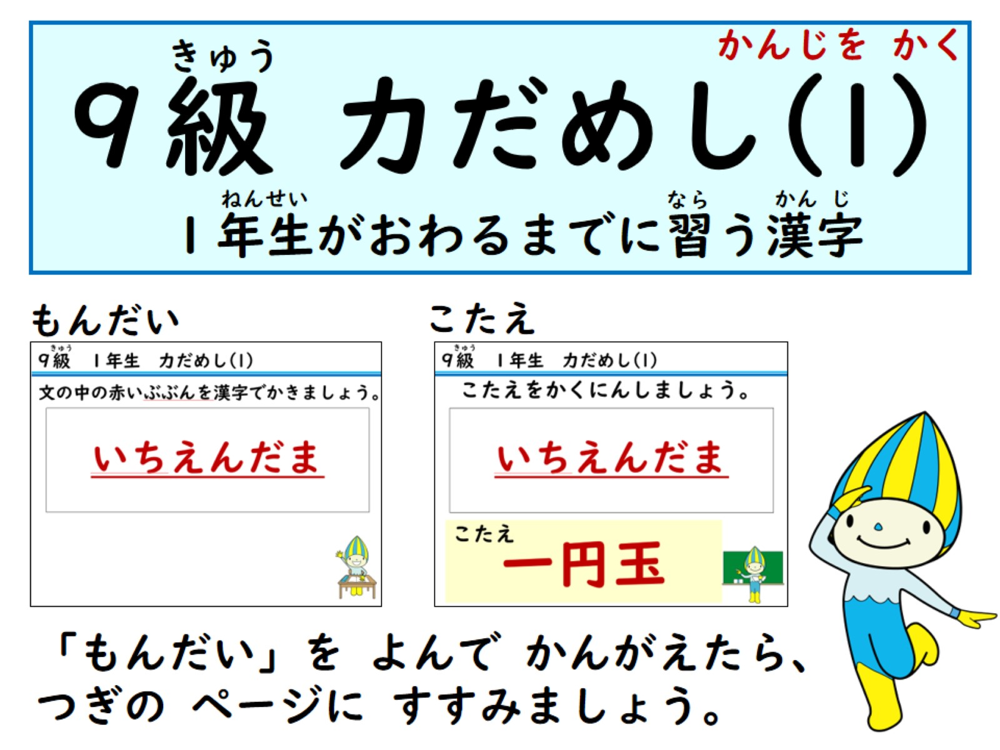 かんじを かく
きゅう
9級 力だめし(1)
ねんせい なら かん じ
1年生がおわるまでに習う漢字
もんだい
きゅう
9級 1年生 力だめし(1)
文の中の赤いぶぶんを漢字でかきましょう。
いちえんだま
こたえ
きゅう
9級 1年生 力だめし(1)
こたえをかくにんしましょう。
いちえんだま
こたえ
一円玉
「もんだい」を よんで かんがえたら、
つぎの ページに すすみましょう。